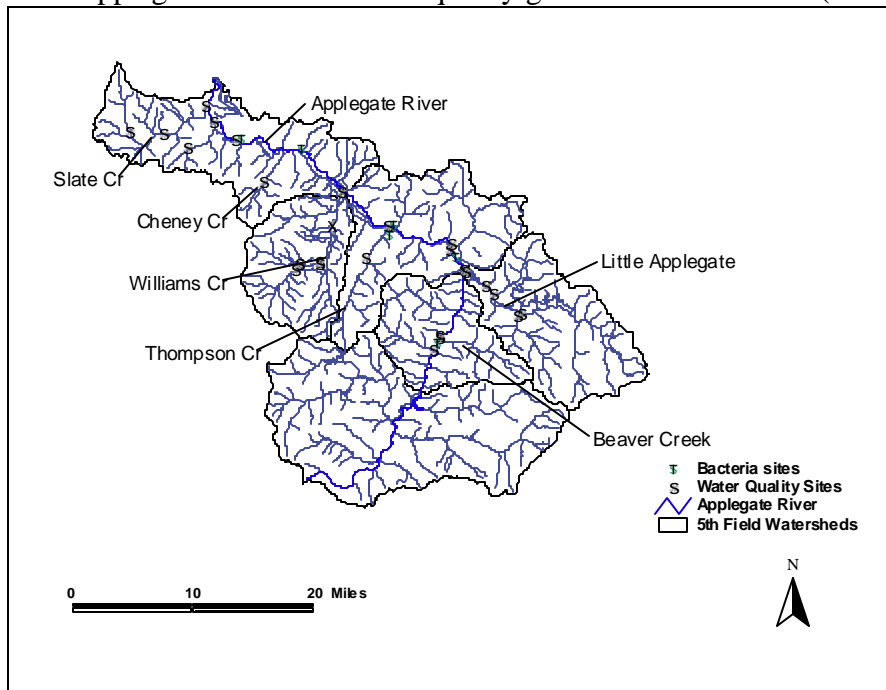 Applegate River
Slate Cr
Cheney Cr
Williams Cr
Little Applegate
Thompson Cr
Beaver Creek
Bacteria sites
S Water Quality Sites
Applegate River
5th Field Watersheds
N
0 10 20 Miles